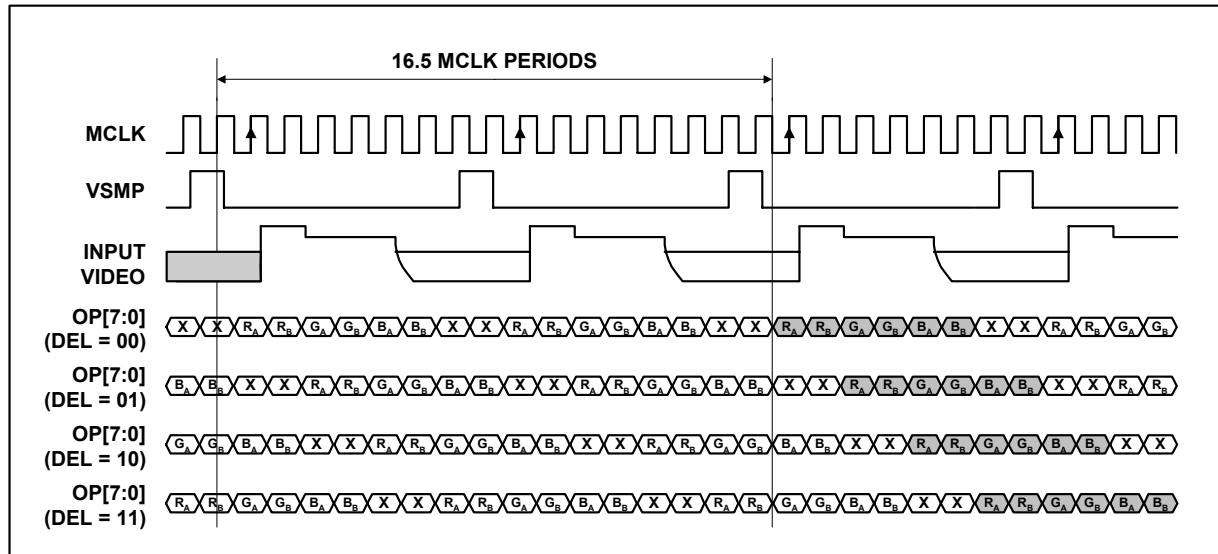 16.5 MCLK PERIODS
MCLK
VSMP
INPUT
VIDEO
OP[7:0]
(DEL = 00)
X X RA RB GA GB BA BB X X RA RB GA GB BA BB X X RA RB GA GB BA BB X X RA RB GA GB
OP[7:0]
(DEL = 01)
BA BB X X RA RB GA GB BA BB X X RA RB GA GB BA BB X X RA RB GA GB BA BB X X RA RB
OP[7:0]
(DEL = 10)
GA GB BA BB X X RA RB GA GB BA BB X X RA RB GA GB BA BB X X RA RB GA GB BA BB X X
OP[7:0]
(DEL = 11)
RA RB GA GB BA BB X X RA RB GA GB BA BB X X RA RB GA GB BA BB X X RA RB GA GB BA BB